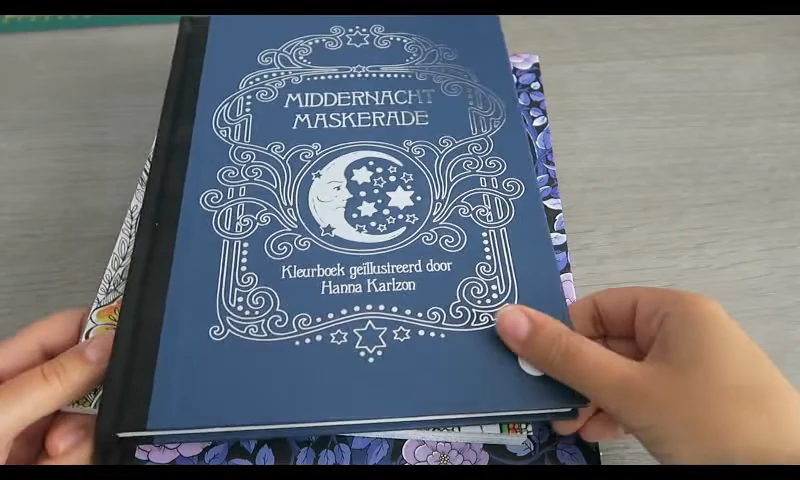 MIDDERNACHT
MASKERADE
Kleurboek geïllustreerd door
Hanna Karlzon